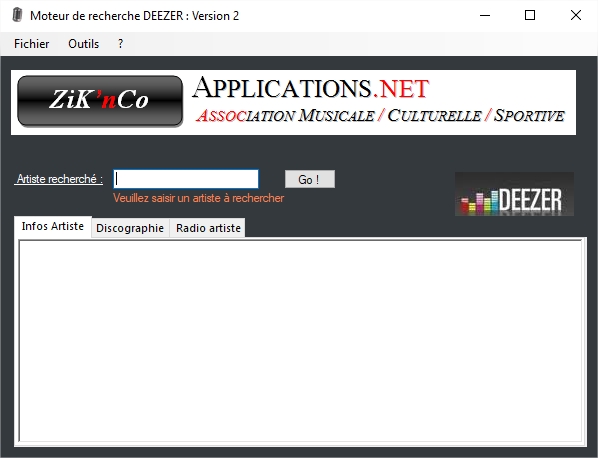 Moteur de recherche DEEZER : Version 2
Fichier Outils ?
ZiK'nCo
APPLICATIONS.NET
ASSOCIATION MUSICALE / CULTURELLE / SPORTIVE
Artiste recherché : Go !
Veuillez saisir un artiste à rechercher
DEEZER
Infos Artiste Discographie Radio artiste